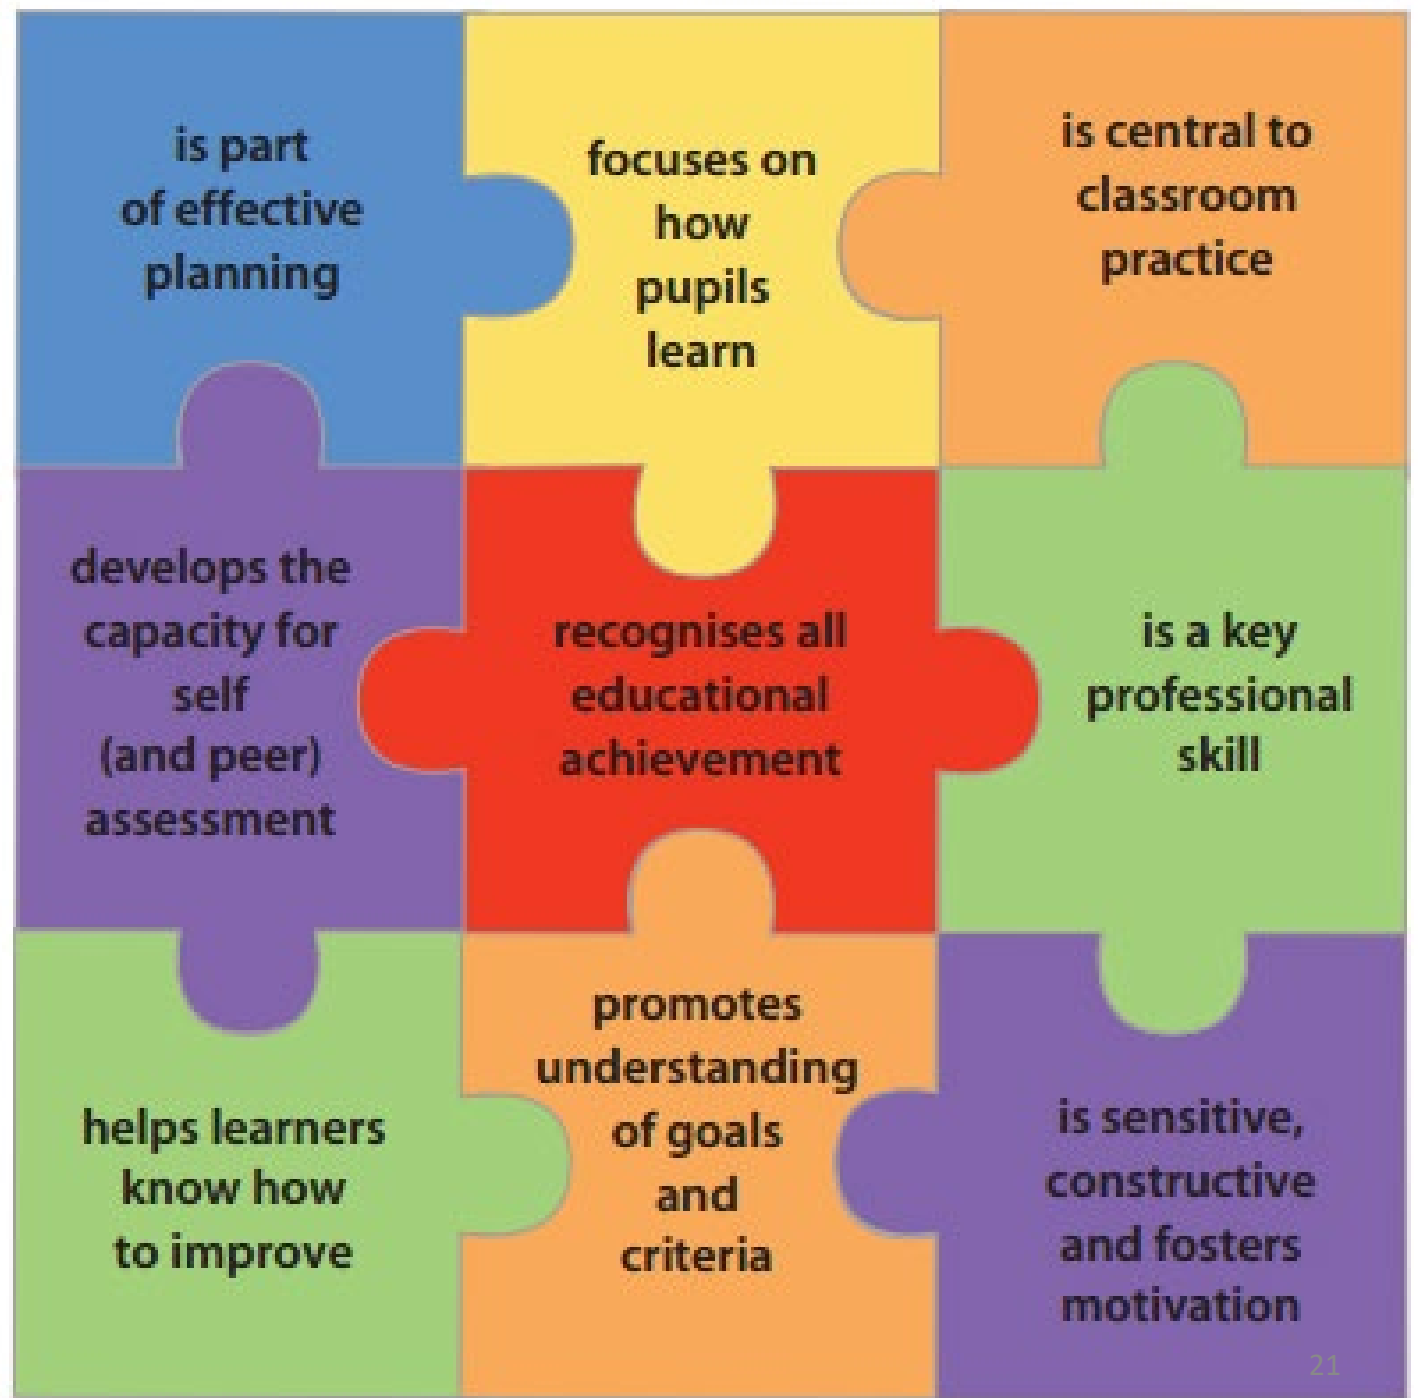 is part
of effective
planning
focuses on
how
pupils
learn
is central to
classroom
practice
develops the
capacity for
self
(and peer)
assessment
recognises all
educational
achievement
is a key
professional
skill
helps learners
know how
to improve
promotes
understanding
of goals
and
criteria
is sensitive,
constructive
and fosters
motivation
21